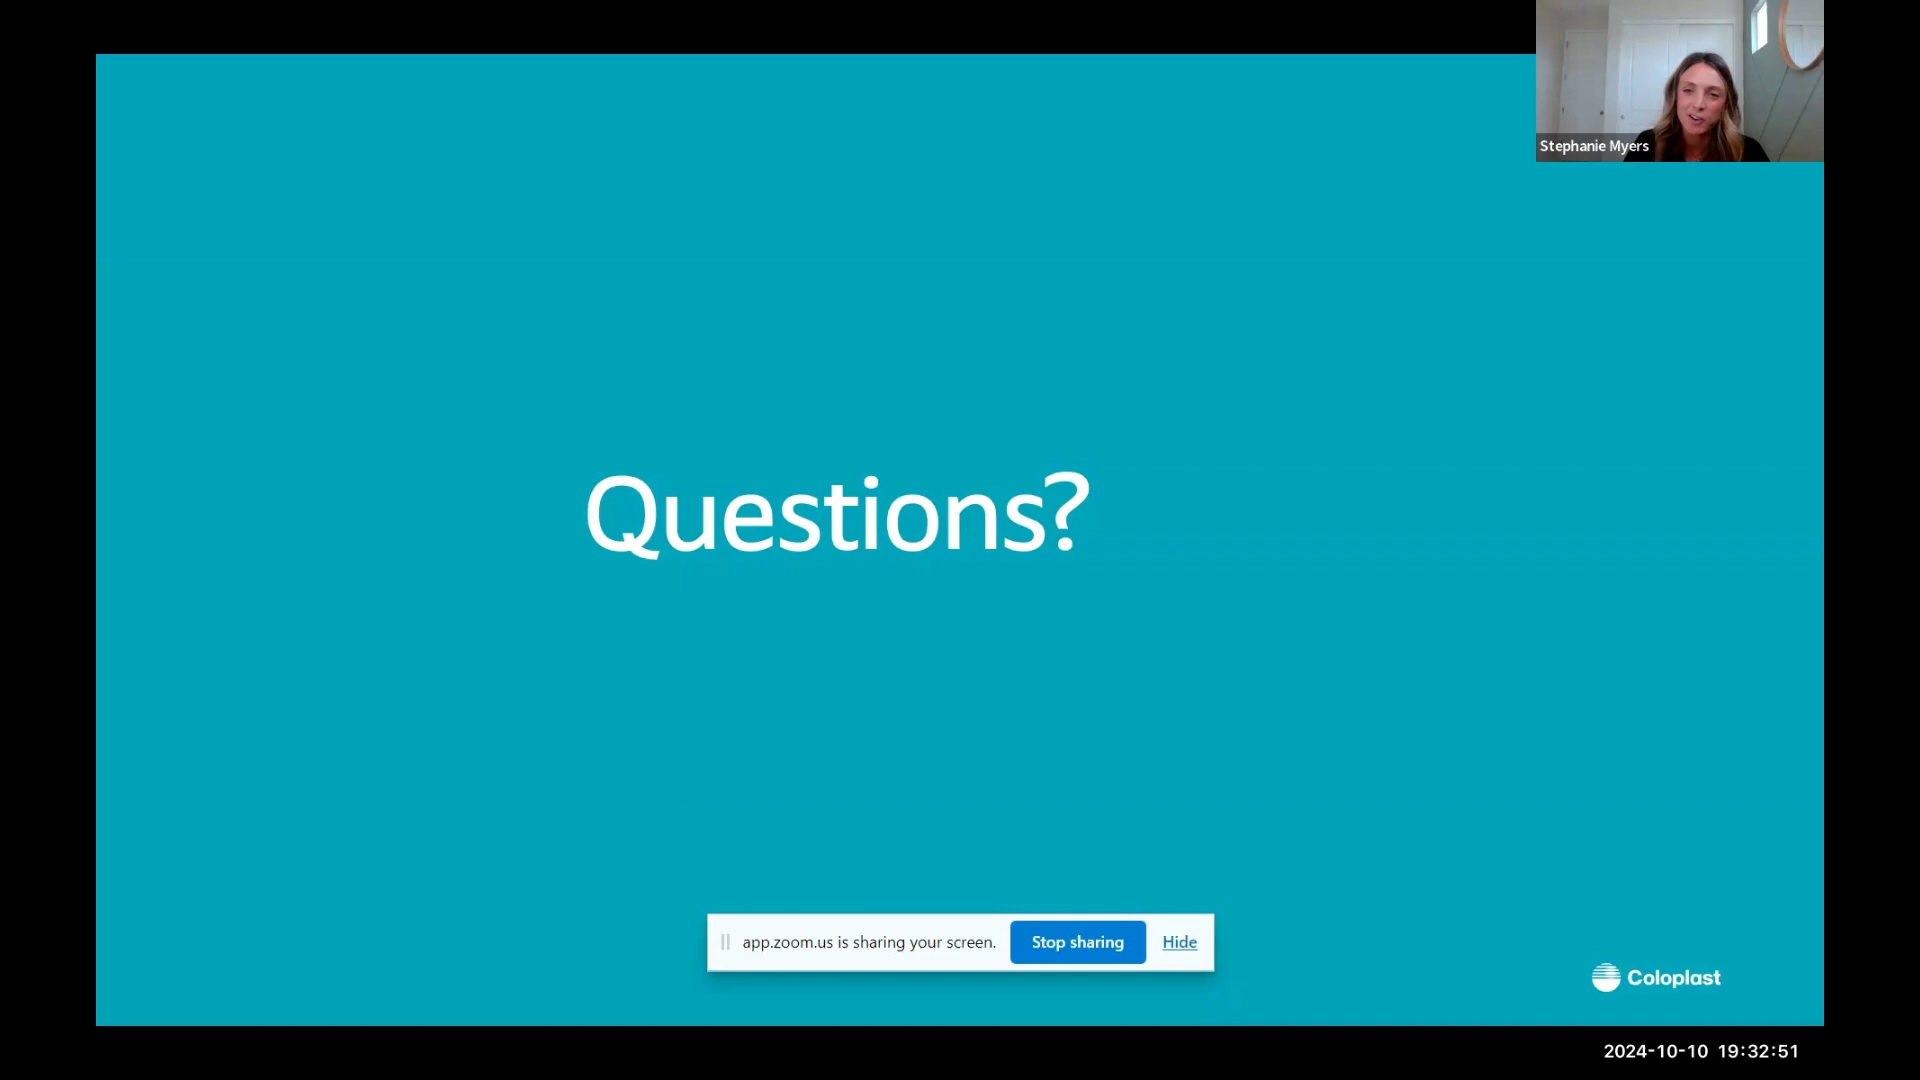 Stephanie Myers
Questions?
app.zoom.us is sharing your screen. Stop sharing Hide
Coloplast
2024-10-10 19:32:51